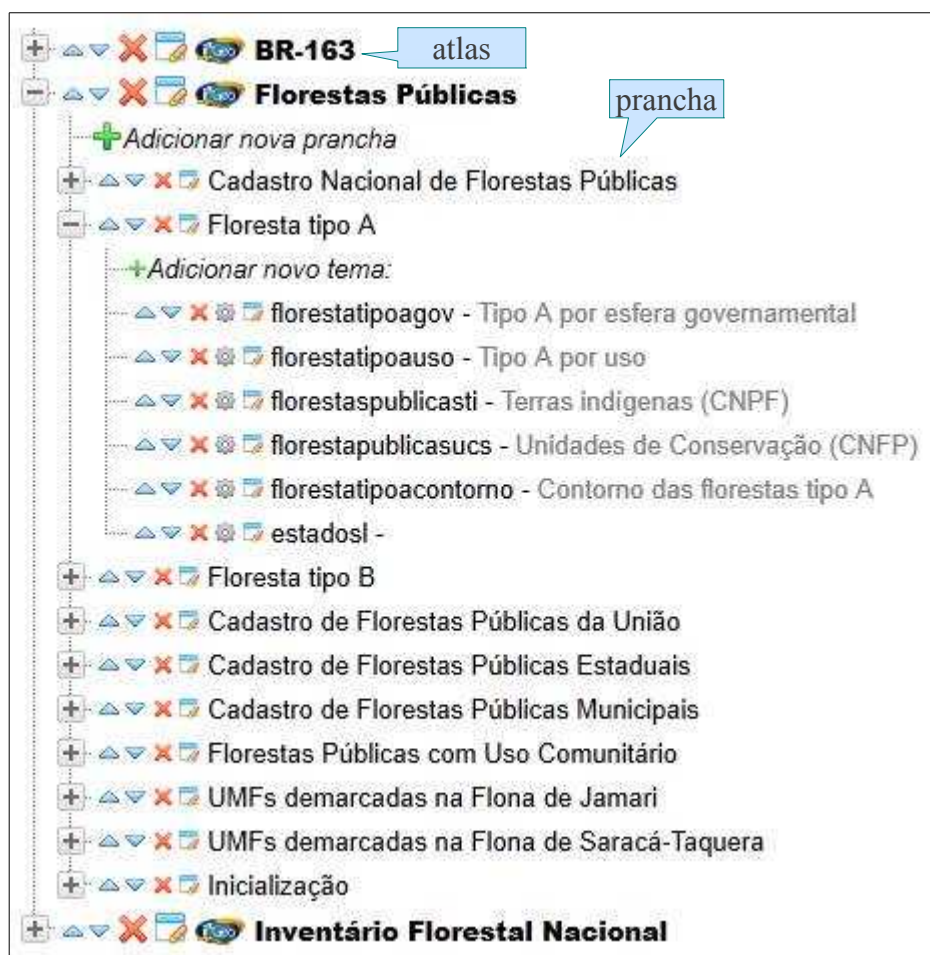 BR-163
atlas
Florestas Públicas
prancha
Adicionar nova prancha
Cadastro Nacional de Florestas Públicas
Floresta tipo A
Adicionar novo tema:
florestatipoagov - Tipo A por esfera governamental
florestatipoauso - Tipo A por uso
florestaspublicasti - Terras indígenas (CNPF)
florestapublicasucs - Unidades de Conservação (CNFP)
florestatipoacontorno - Contorno das florestas tipo A
estadosl -
Floresta tipo B
Cadastro de Florestas Públicas da União
Cadastro de Florestas Públicas Estaduais
Cadastro de Florestas Públicas Municipais
Florestas Públicas com Uso Comunitário
UMFs demarcadas na Flona de Jamari
UMFs demarcadas na Flona de Saracá-Taquera
Inicialização
Inventário Florestal Nacional